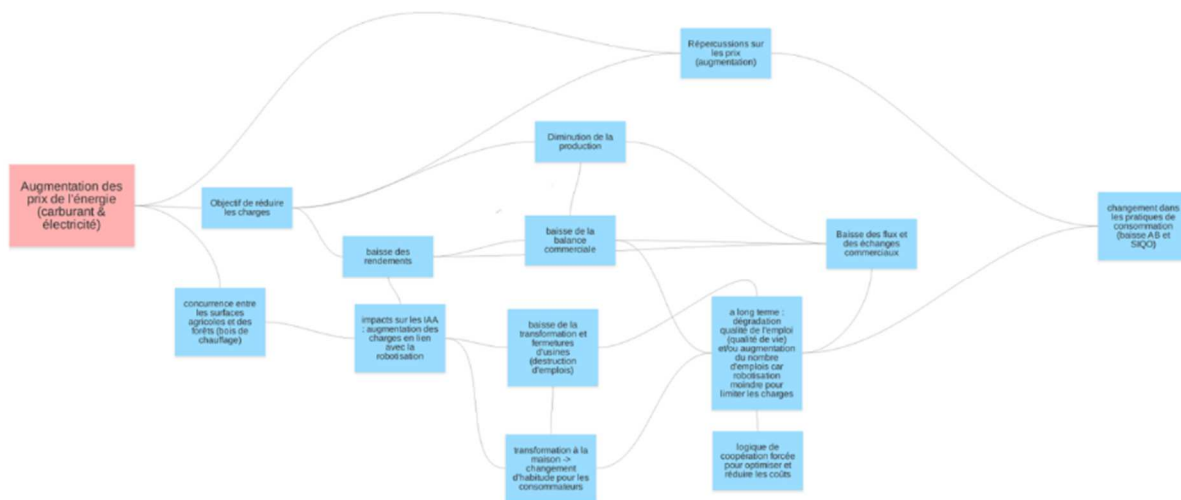 Répercussions sur
les prix
(augmentation)
Diminution de la
production
Augmentation des
prix de l'énergie
(carburant &
électricité)
Objectif de réduire
les charges
changement dans
les pratiques de
consommation
(baisse AB et
SIQO)
baisse de la
balance
commerciale
Baisse des flux et
des échanges
commerciaux
baisse des
rendements
concurrence entre
les surfaces
agricoles et des
forêts (bois de
chauffage)
impacts sur les IAA
: augmentation des
charges en lien
avec la
robotisation
baisse de la
transformation et
fermetures
d'usines
(destruction
d'emplois)
a long terme :
dégradation
qualité de l'emploi
(qualité de vie)
et/ou augmentation
du nombre
d'emplois car
robotisation
moindre pour
limiter les charges
transformation à la
maison -> 
changement
d'habitude pour les
consommateurs
logique de
coopération forcée
pour optimiser et
réduire les coûts